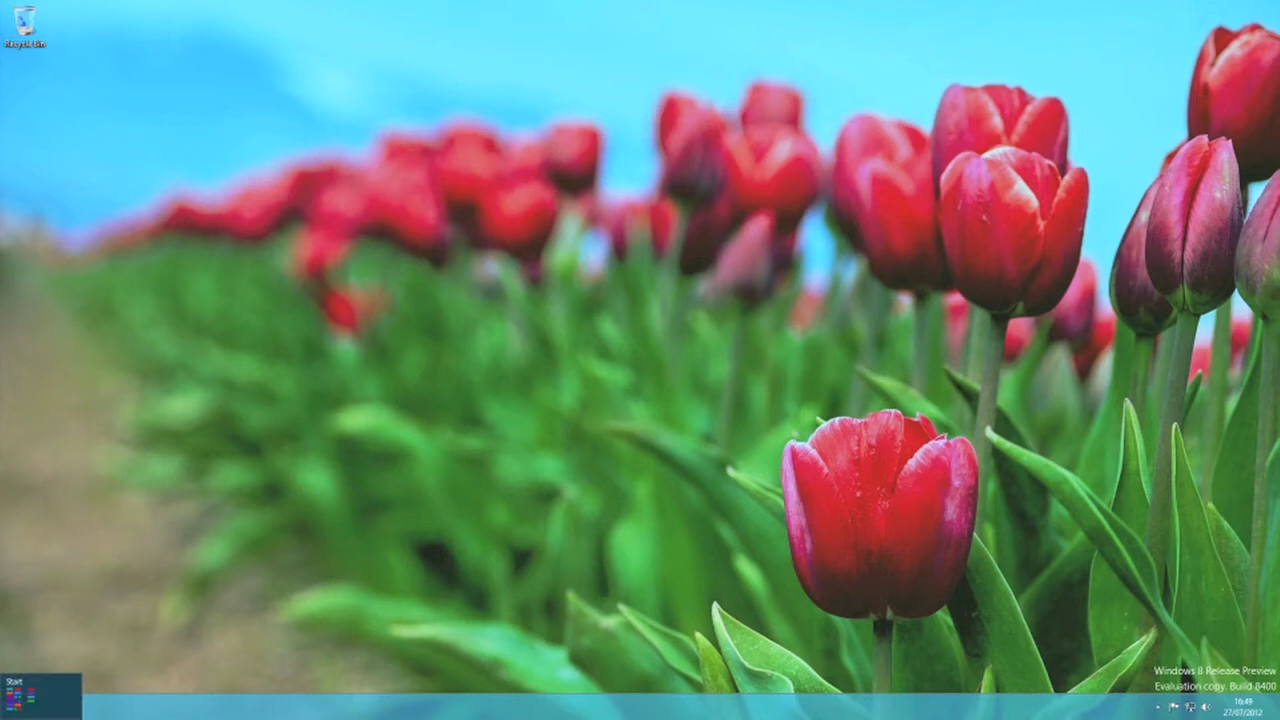 Recycle Bin
Start
Windows 8 Release Preview
Evaluation copy. Build 8400
16:49
27/07/2012